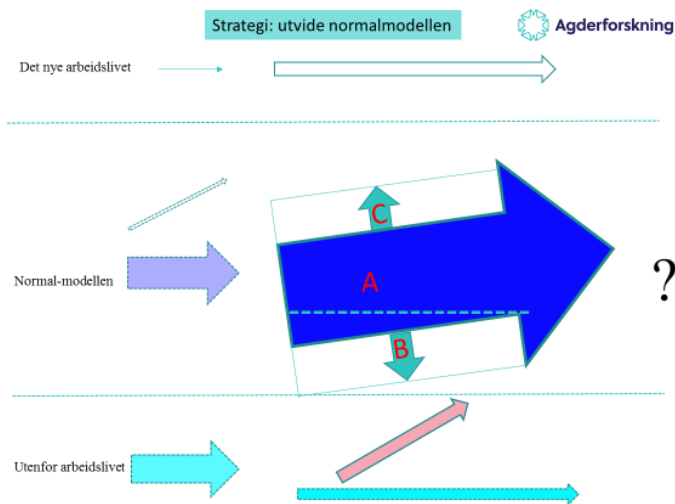 Strategi: utvide normalmodellen
Agderforskning
Det nye arbeidslivet
C
Normal-modellen
A
?
B
Utenfor arbeidslivet